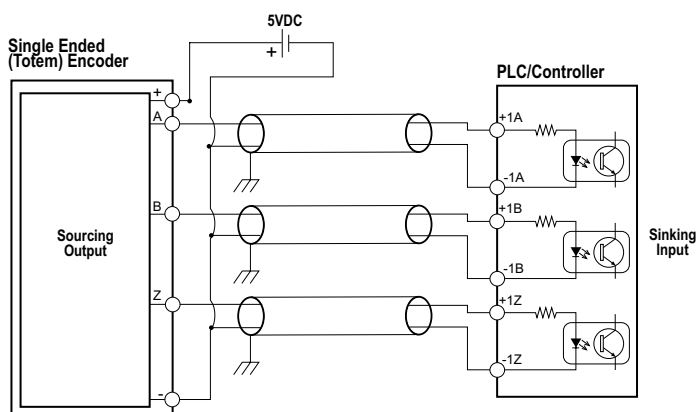 5VDC
+
Single Ended
(Totem) Encoder
PLC/Controller
+
A
B
Z
-
Sourcing
Output
+1A
-1A
+1B
-1B
+1Z
-1Z
Sinking
Input